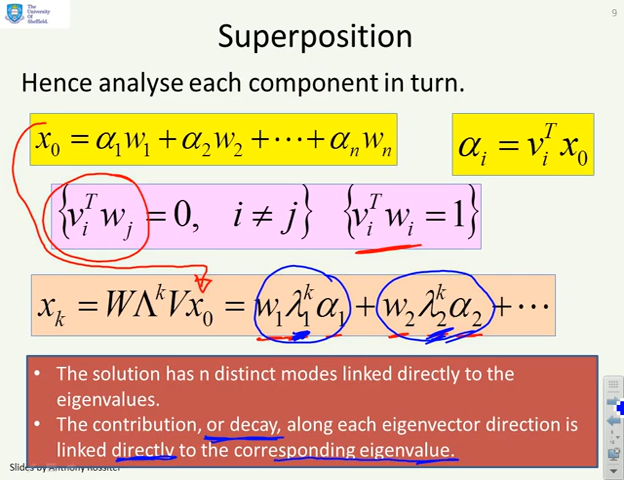 The
University
Of
Sheffield.
9
Superposition
Hence analyse each component in turn.
x₀ = α₁w₁ + α₂w₂ + ⋯ + αₙwₙ
αᵢ = vᵢᵀx₀
{vᵢᵀwⱼ = 0, i ≠ j} {vᵢᵀwᵢ = 1}
xₖ = WΛᵏVx₀ = w₁λ₁ᵏα₁ + w₂λ₂ᵏα₂ + ⋯
• The solution has n distinct modes linked directly to the
eigenvalues.
• The contribution, or decay, along each eigenvector direction is
linked directly to the corresponding eigenvalue.
Slides by Anthony Rossiter